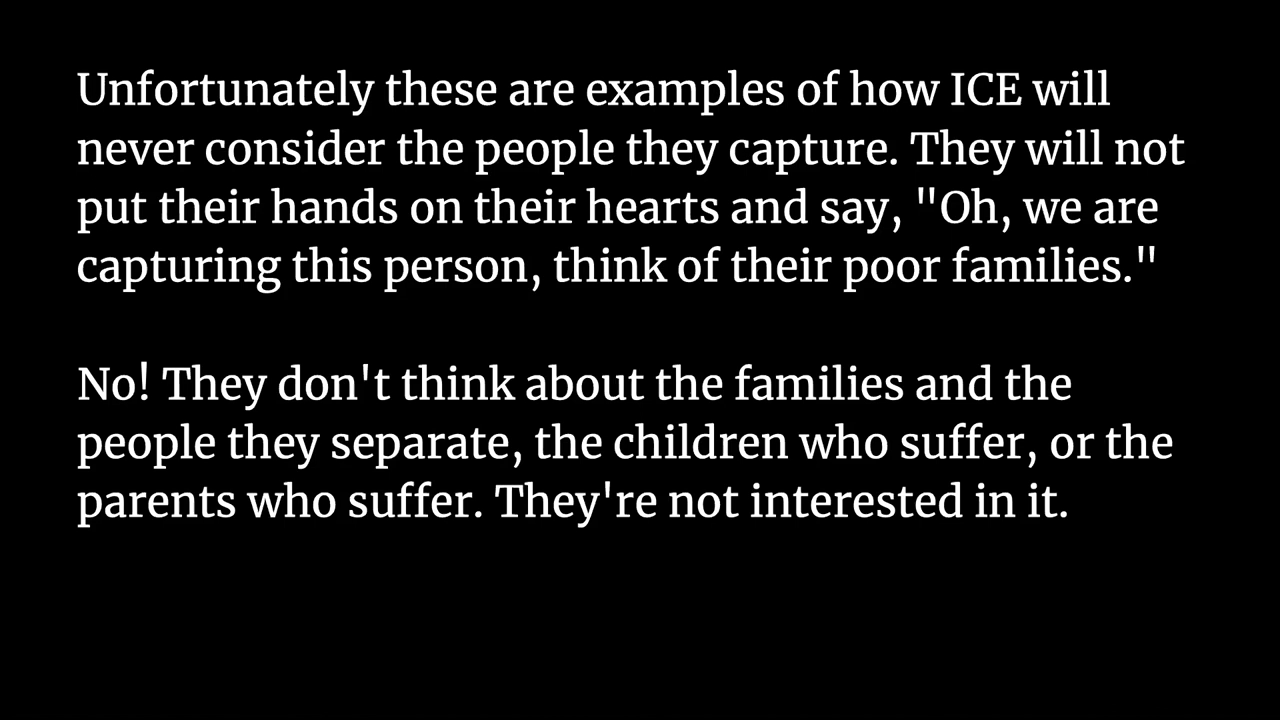 Unfortunately these are examples of how ICE will
never consider the people they capture. They will not
put their hands on their hearts and say, "Oh, we are
capturing this person, think of their poor families."
No! They don't think about the families and the
people they separate, the children who suffer, or the
parents who suffer. They're not interested in it.